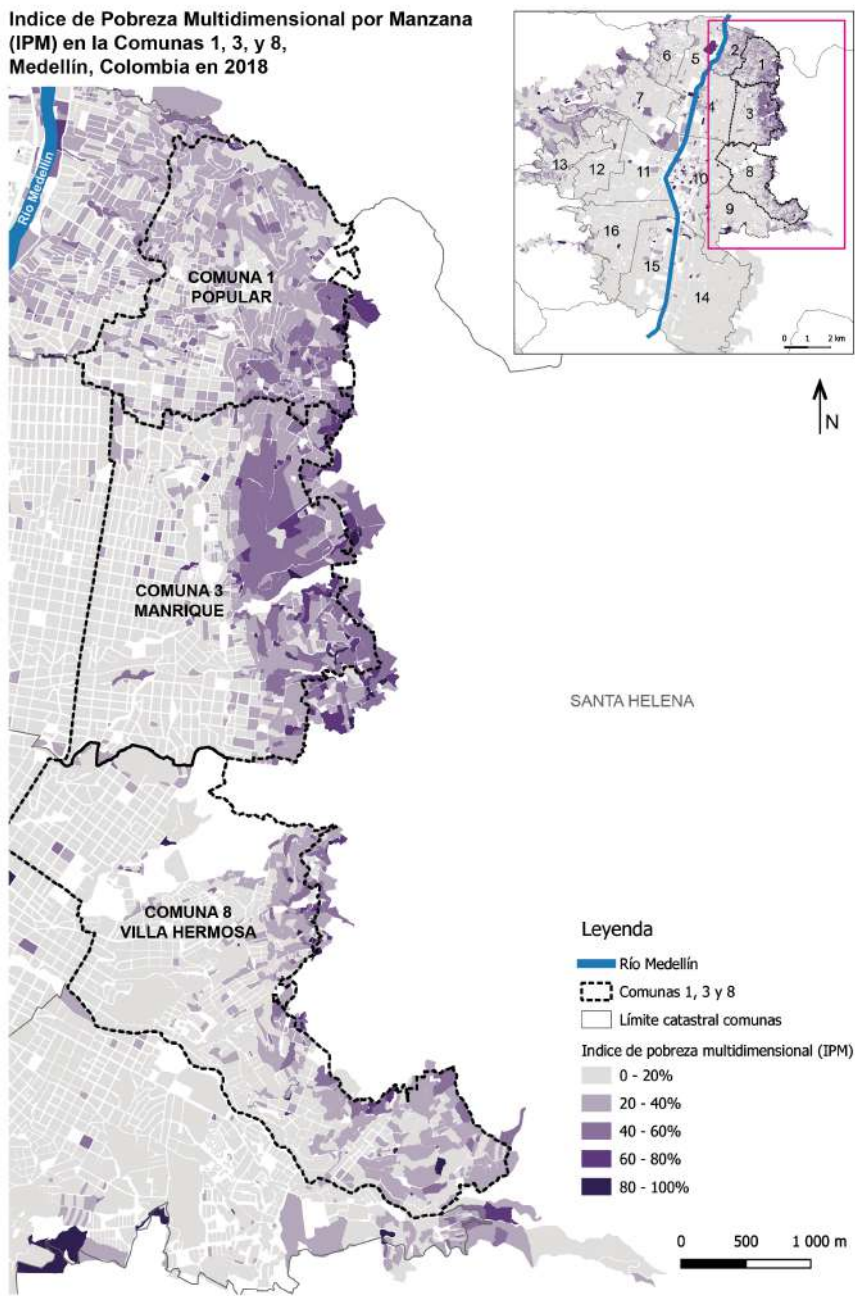 Indice de Pobreza Multidimensional por Manzana
(IPM) en la Comunas 1, 3, y 8,
Medellín, Colombia en 2018
6
5
2
1
7
4
3
13
12
11
10
8
9
16
15
14
0 1 2 km
N
Río Medellín
COMUNA 1
POPULAR
COMUNA 3
MANRIQUE
SANTA HELENA
COMUNA 8
VILLA HERMOSA
Leyenda
Río Medellín
Comunas 1, 3 y 8
Límite catastral comunas
Indice de pobreza multidimensional (IPM)
0 - 20%
20 - 40%
40 - 60%
60 - 80%
80 - 100%
0 500 1 000 m